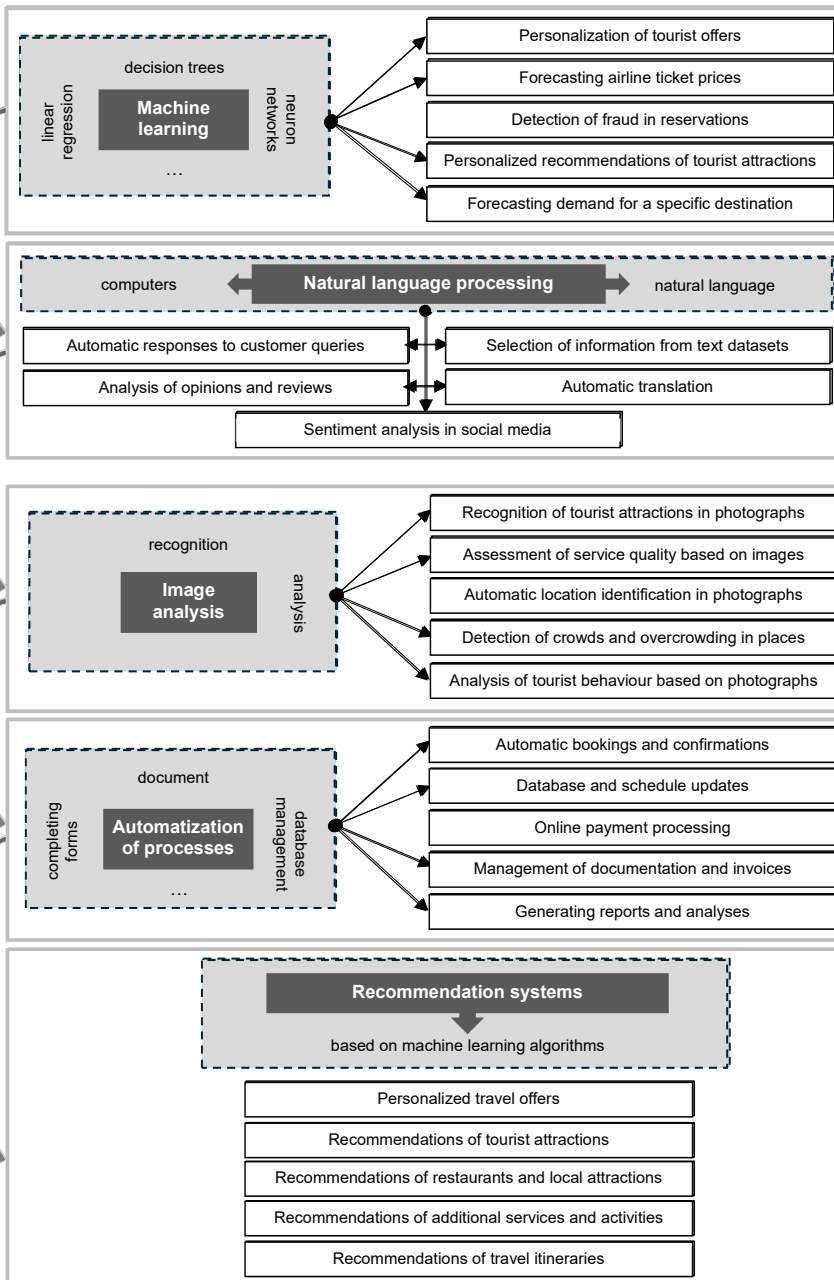 decision trees
linear
regression
Machine
learning
neuron
networks
…
Personalization of tourist offers
Forecasting airline ticket prices
Detection of fraud in reservations
Personalized recommendations of tourist attractions
Forecasting demand for a specific destination
computers
Natural language processing
natural language
Automatic responses to customer queries
Selection of information from text datasets
Analysis of opinions and reviews
Automatic translation
Sentiment analysis in social media
recognition
Image
analysis
analysis
Recognition of tourist attractions in photographs
Assessment of service quality based on images
Automatic location identification in photographs
Detection of crowds and overcrowding in places
Analysis of tourist behaviour based on photographs
document
completing
forms
Automatization
of processes
database
management
…
Automatic bookings and confirmations
Database and schedule updates
Online payment processing
Management of documentation and invoices
Generating reports and analyses
Recommendation systems
based on machine learning algorithms
Personalized travel offers
Recommendations of tourist attractions
Recommendations of restaurants and local attractions
Recommendations of additional services and activities
Recommendations of travel itineraries